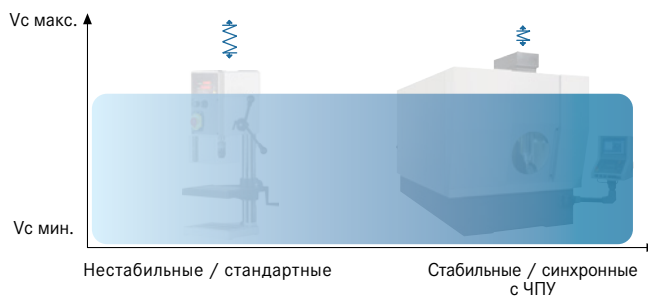 Vc макс.
Vc мин.
Нестабильные / стандартные
Стабильные / синхронные
с ЧПУ